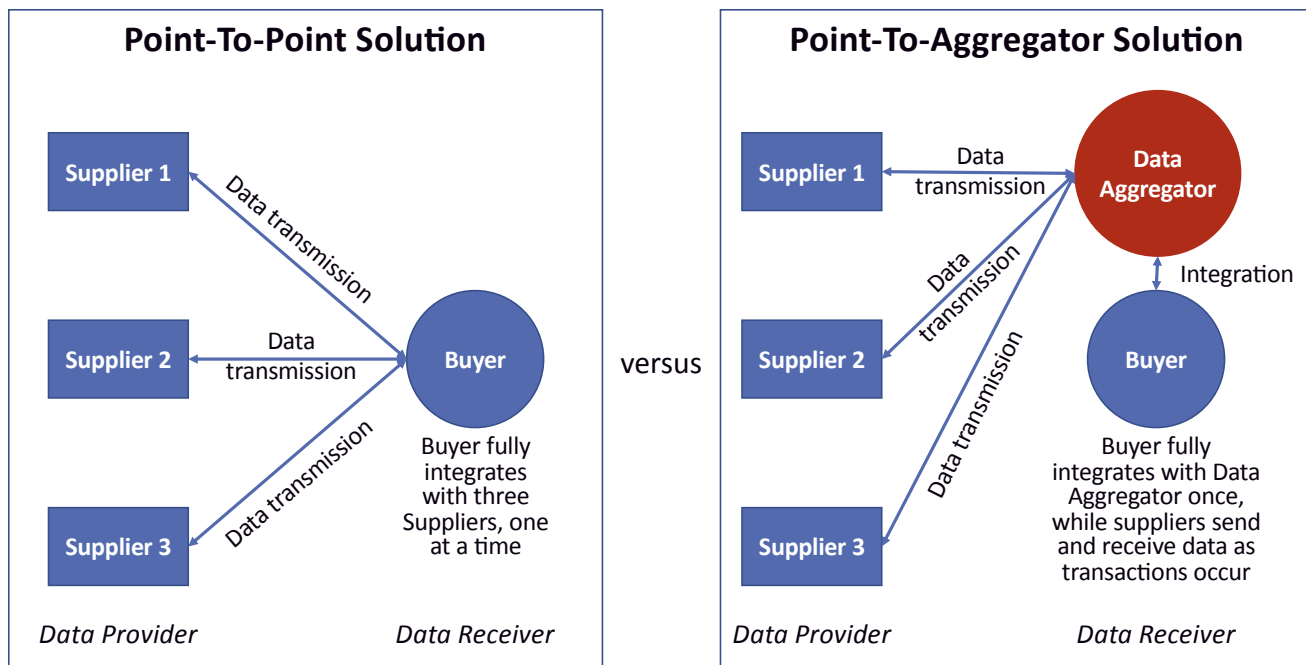 Point-To-Point Solution
Supplier 1
Data transmission
Supplier 2
Data
transmission
Buyer
Data transmission
Supplier 3
Buyer fully
integrates
with three
Suppliers, one
at a time
Data Provider
Data Receiver
versus
Point-To-Aggregator Solution
Supplier 1
Data
transmission
Data
Aggregator
Data
transmission
Integration
Supplier 2
Data transmission
Buyer
Supplier 3
Buyer fully
integrates with Data
Aggregator once,
while suppliers send
and receive data as
transactions occur
Data Provider
Data Receiver